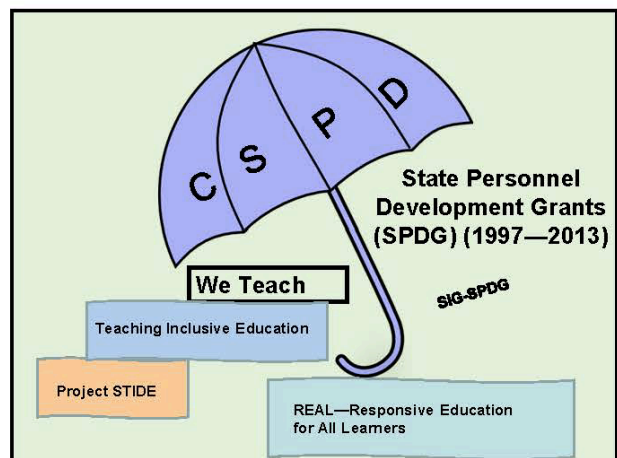 C S P D
State Personnel
Development Grants
(SPDG) (1997—2013)
SIG-SPDG
We Teach
Teaching Inclusive Education
Project STIDE
REAL—Responsive Education
for All Learners